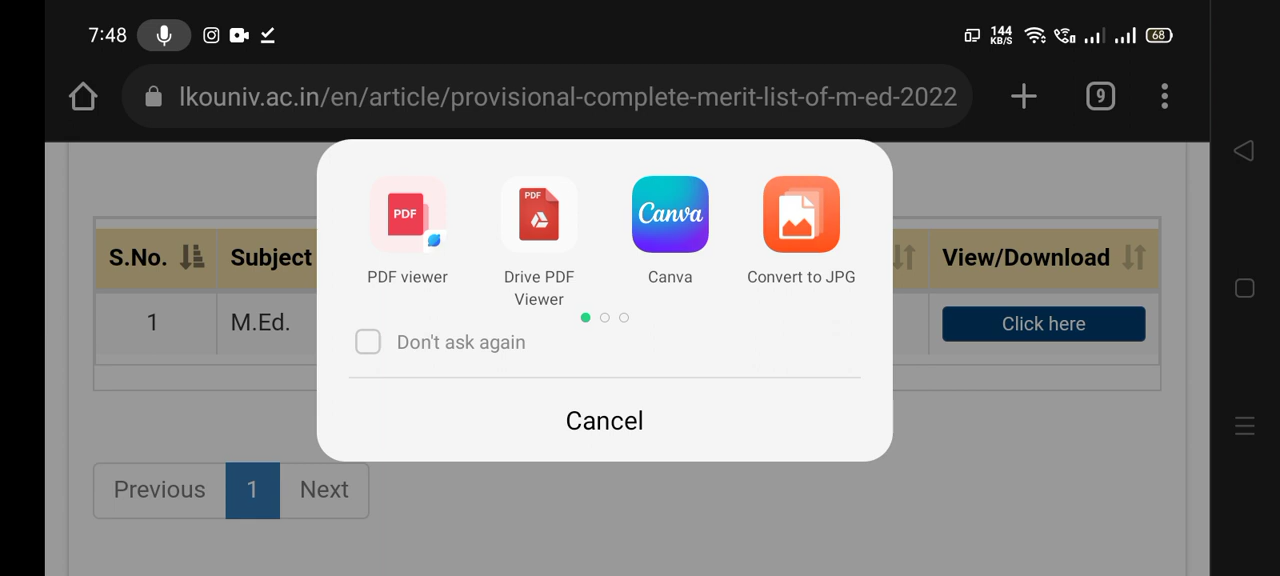 7:48
144
KB/S
68
lkouniv.ac.in/en/article/provisional-complete-merit-list-of-m-ed-2022
9
PDF
PDF
Canva
PDF viewer
Drive PDF
Viewer
Canva
Convert to JPG
Don't ask again
Cancel
S.No.
Subject
View/Download
1
M.Ed.
Click here
Previous
1
Next